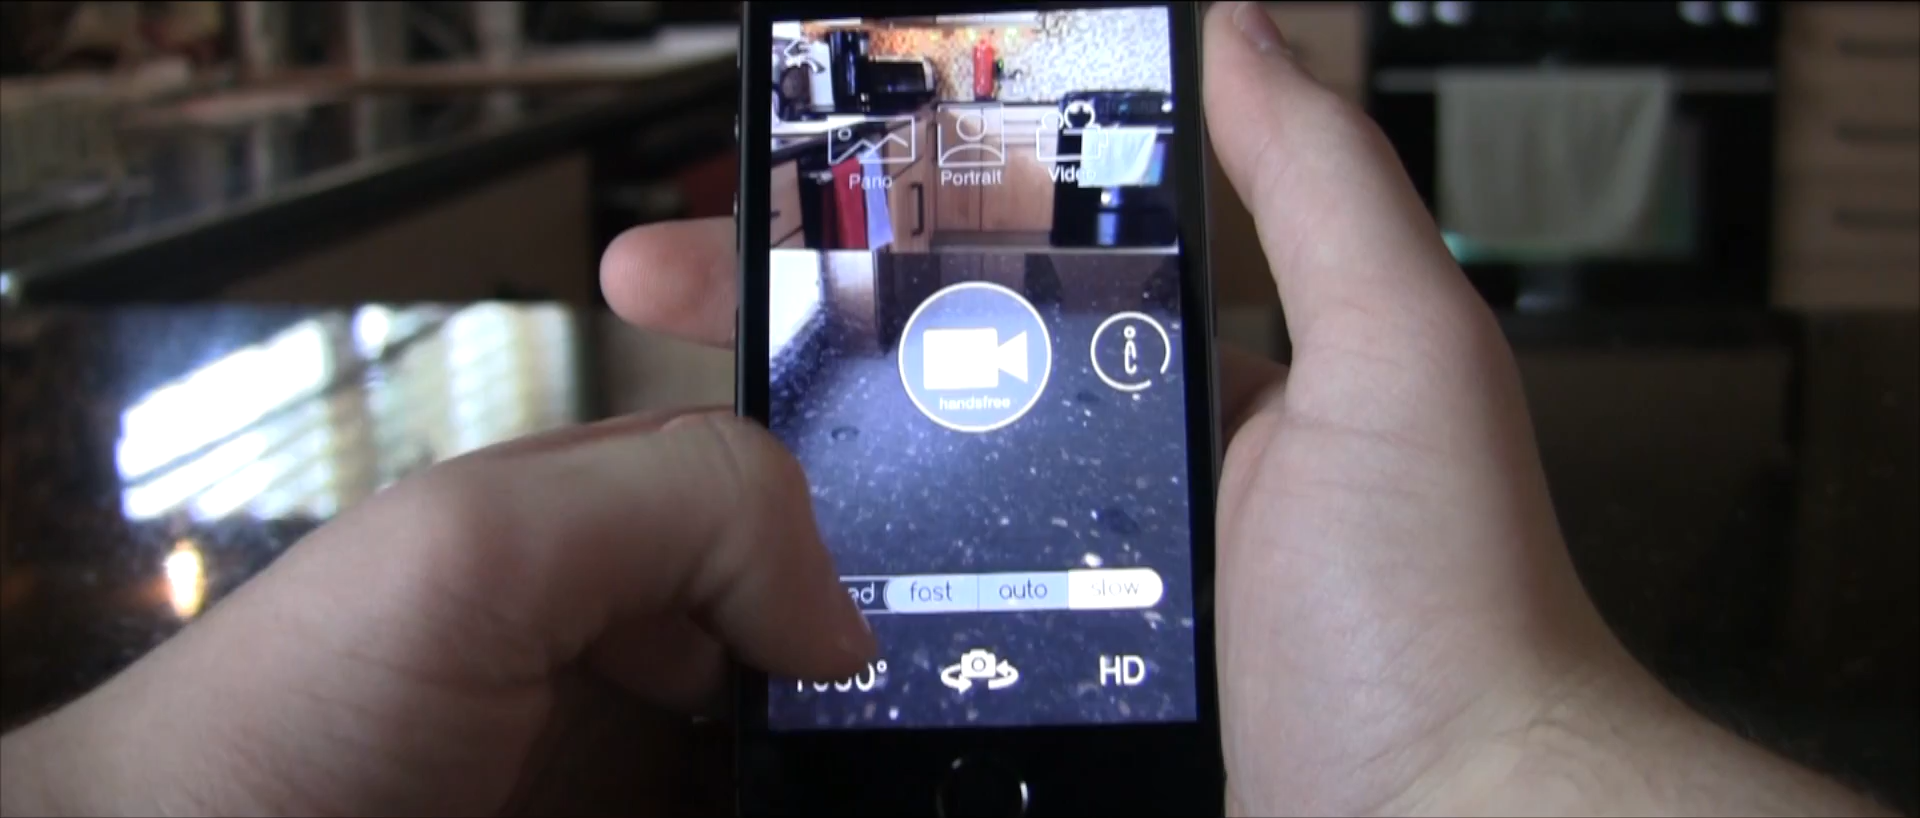 Pano Portrait Video
handsfree
fast auto slow
HD